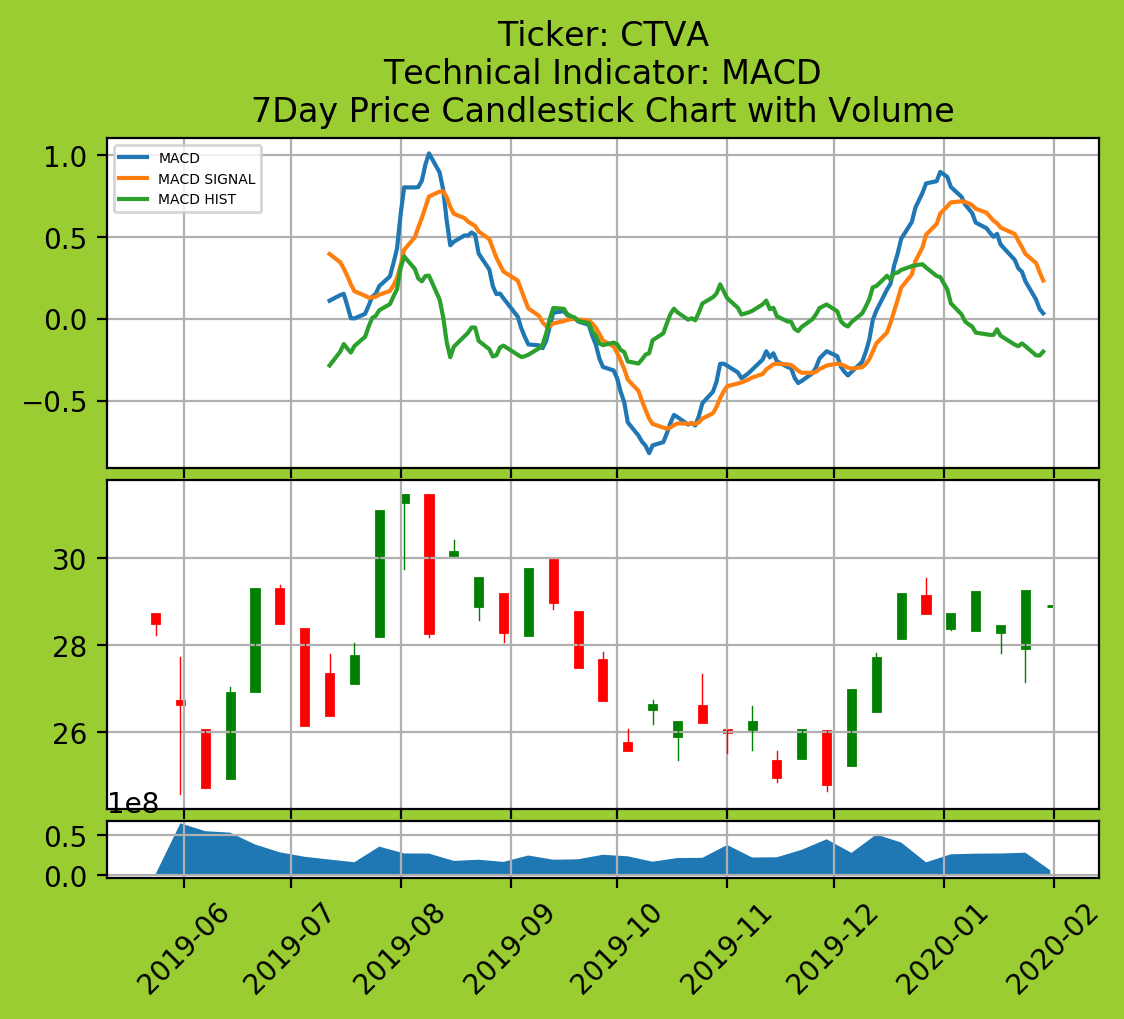 Ticker: CTVA
Technical Indicator: MACD
7Day Price Candlestick Chart with Volume
MACD
MACD SIGNAL
MACD HIST
1.0
0.5
0.0
−0.5
30
28
26
1e8
0.5
0.0
2019-06
2019-07
2019-08
2019-09
2019-10
2019-11
2019-12
2020-01
2020-02